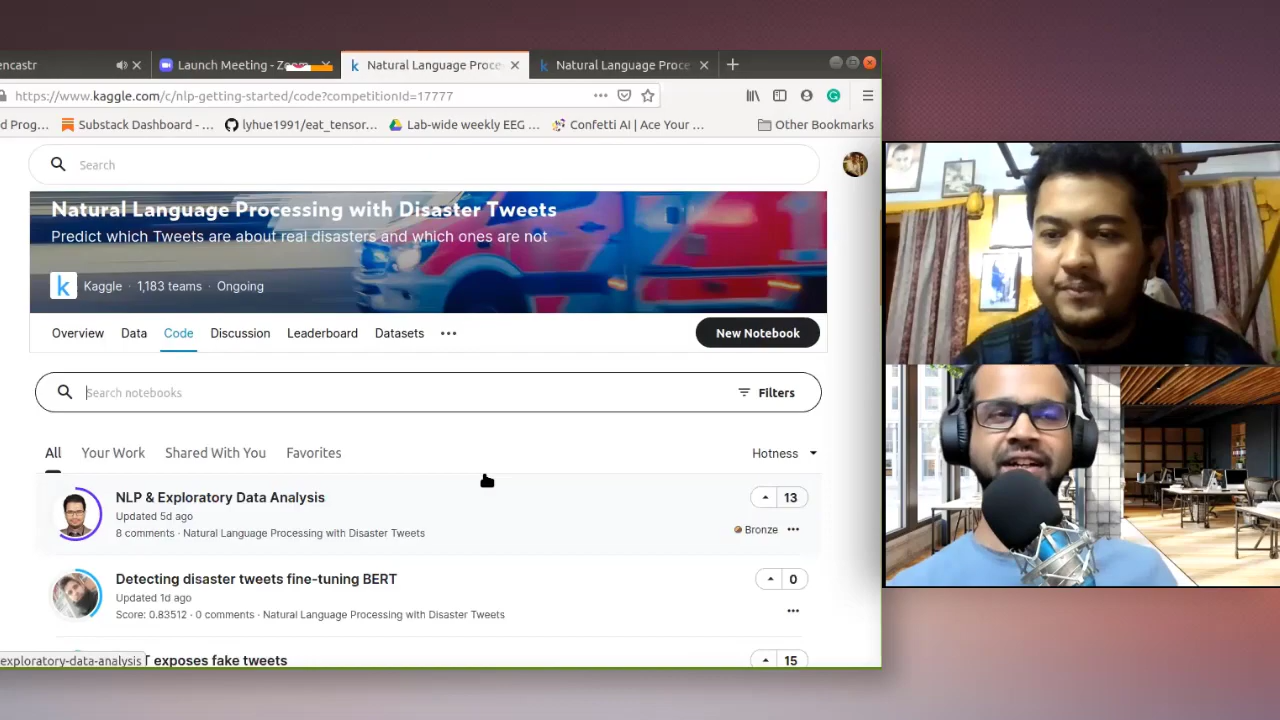 encastr
Launch Meeting - Zoom
Natural Language Proce
Natural Language Proce
https://www.kaggle.com/c/nlp-getting-started/code?competitionId=17777
d Prog...
Substack Dashboard - ...
lyhue1991/eat_tensor...
Lab-wide weekly EEG ...
Confetti AI | Ace Your ...
Other Bookmarks
Search
Natural Language Processing with Disaster Tweets
Predict which Tweets are about real disasters and which ones are not
k
Kaggle · 1,183 teams · Ongoing
Overview Data Code Discussion Leaderboard Datasets ••• New Notebook
Search notebooks
Filters
All Your Work Shared With You Favorites Hotness
NLP & Exploratory Data Analysis
13
Updated 5d ago
8 comments · Natural Language Processing with Disaster Tweets
Bronze •••
Detecting disaster tweets fine-tuning BERT
0
Updated 1d ago
Score: 0.83512 · 0 comments · Natural Language Processing with Disaster Tweets
exploratory-data-analysis
T exposes fake tweets
15